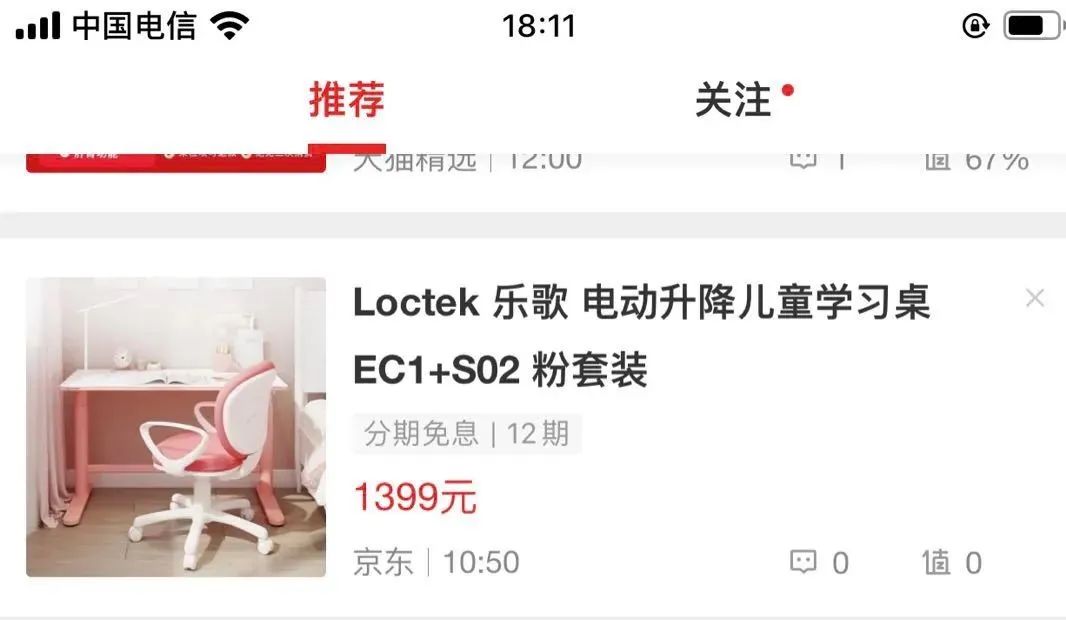 中国电信
18:11
推荐
关注
天猫精选 | 12:00
1
值 67%
Loctek 乐歌 电动升降儿童学习桌
EC1+S02 粉套装
分期免息 | 12期
1399元
京东 | 10:50
0
值 0